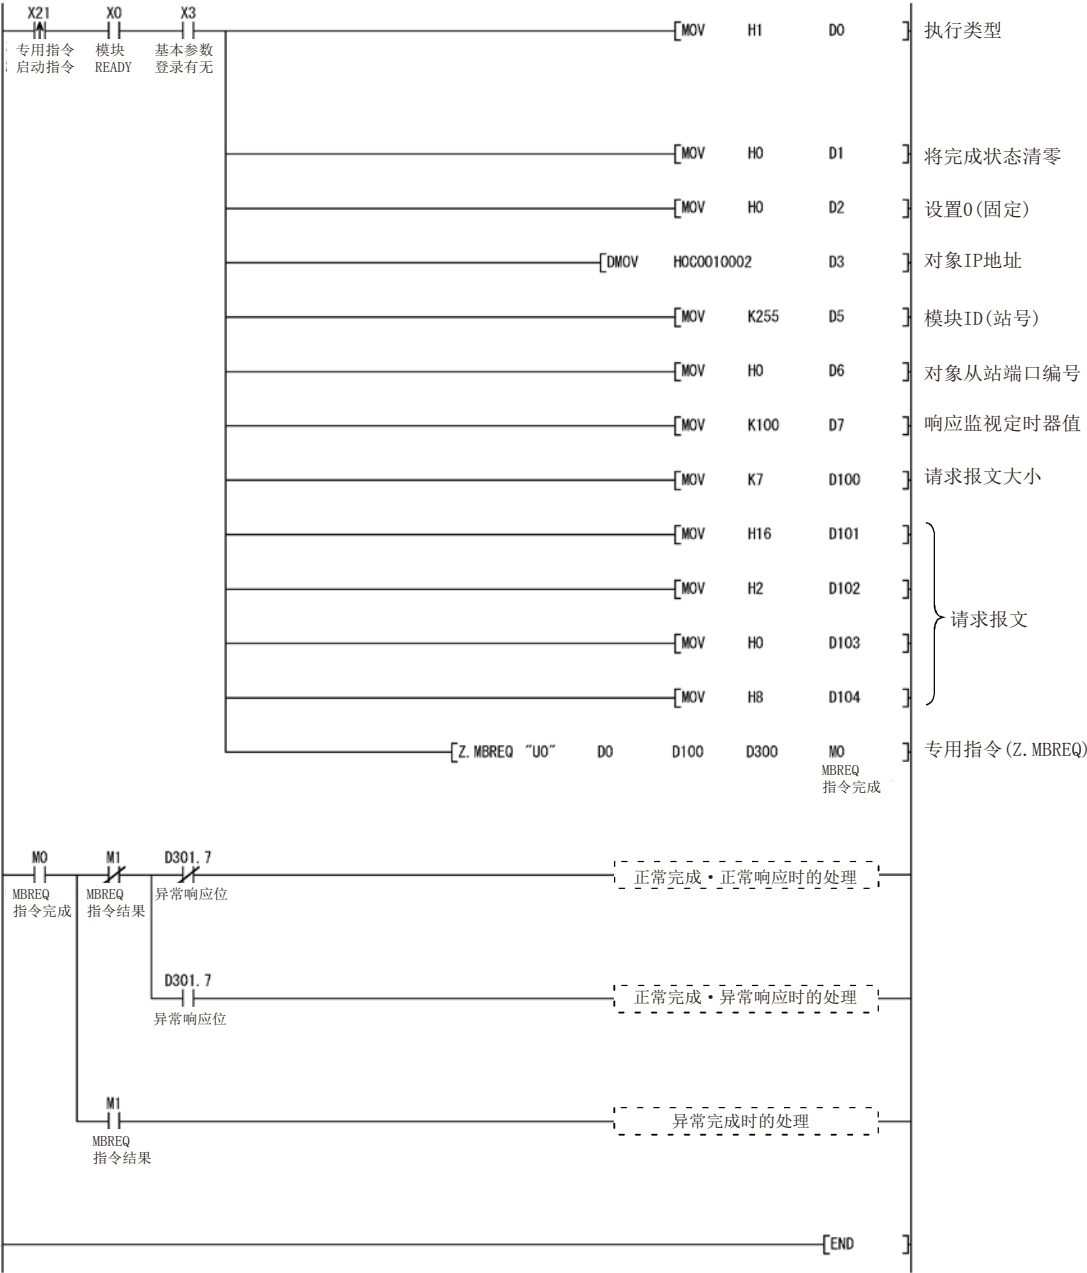 X21 X0 X3
[MOV H1 D0 ] 执行类型
专用指令 模块 基本参数
启动指令 READY 登录有无
[MOV H0 D1 ] 将完成状态清零
[MOV H0 D2 ] 设置0(固定)
[DMOV H0C0010002 D3 ] 对象IP地址
[MOV K255 D5 ] 模块ID(站号)
[MOV H0 D6 ] 对象从站端口编号
[MOV K100 D7 ] 响应监视定时器值
[MOV K7 D100 ] 请求报文大小
[MOV H16 D101 ]
[MOV H2 D102 ]
请求报文
[MOV H0 D103 ]
[MOV H8 D104 ]
[Z.MBREQ "U0" D0 D100 D300 M0 ] 专用指令(Z.MBREQ)
MBREQ
指令完成
M0 M1 D301.7
正常完成・正常响应时的处理
MBREQ MBREQ 异常响应位
指令完成 指令结果
D301.7
正常完成・异常响应时的处理
异常响应位
M1
异常完成时的处理
MBREQ
指令结果
[END ]